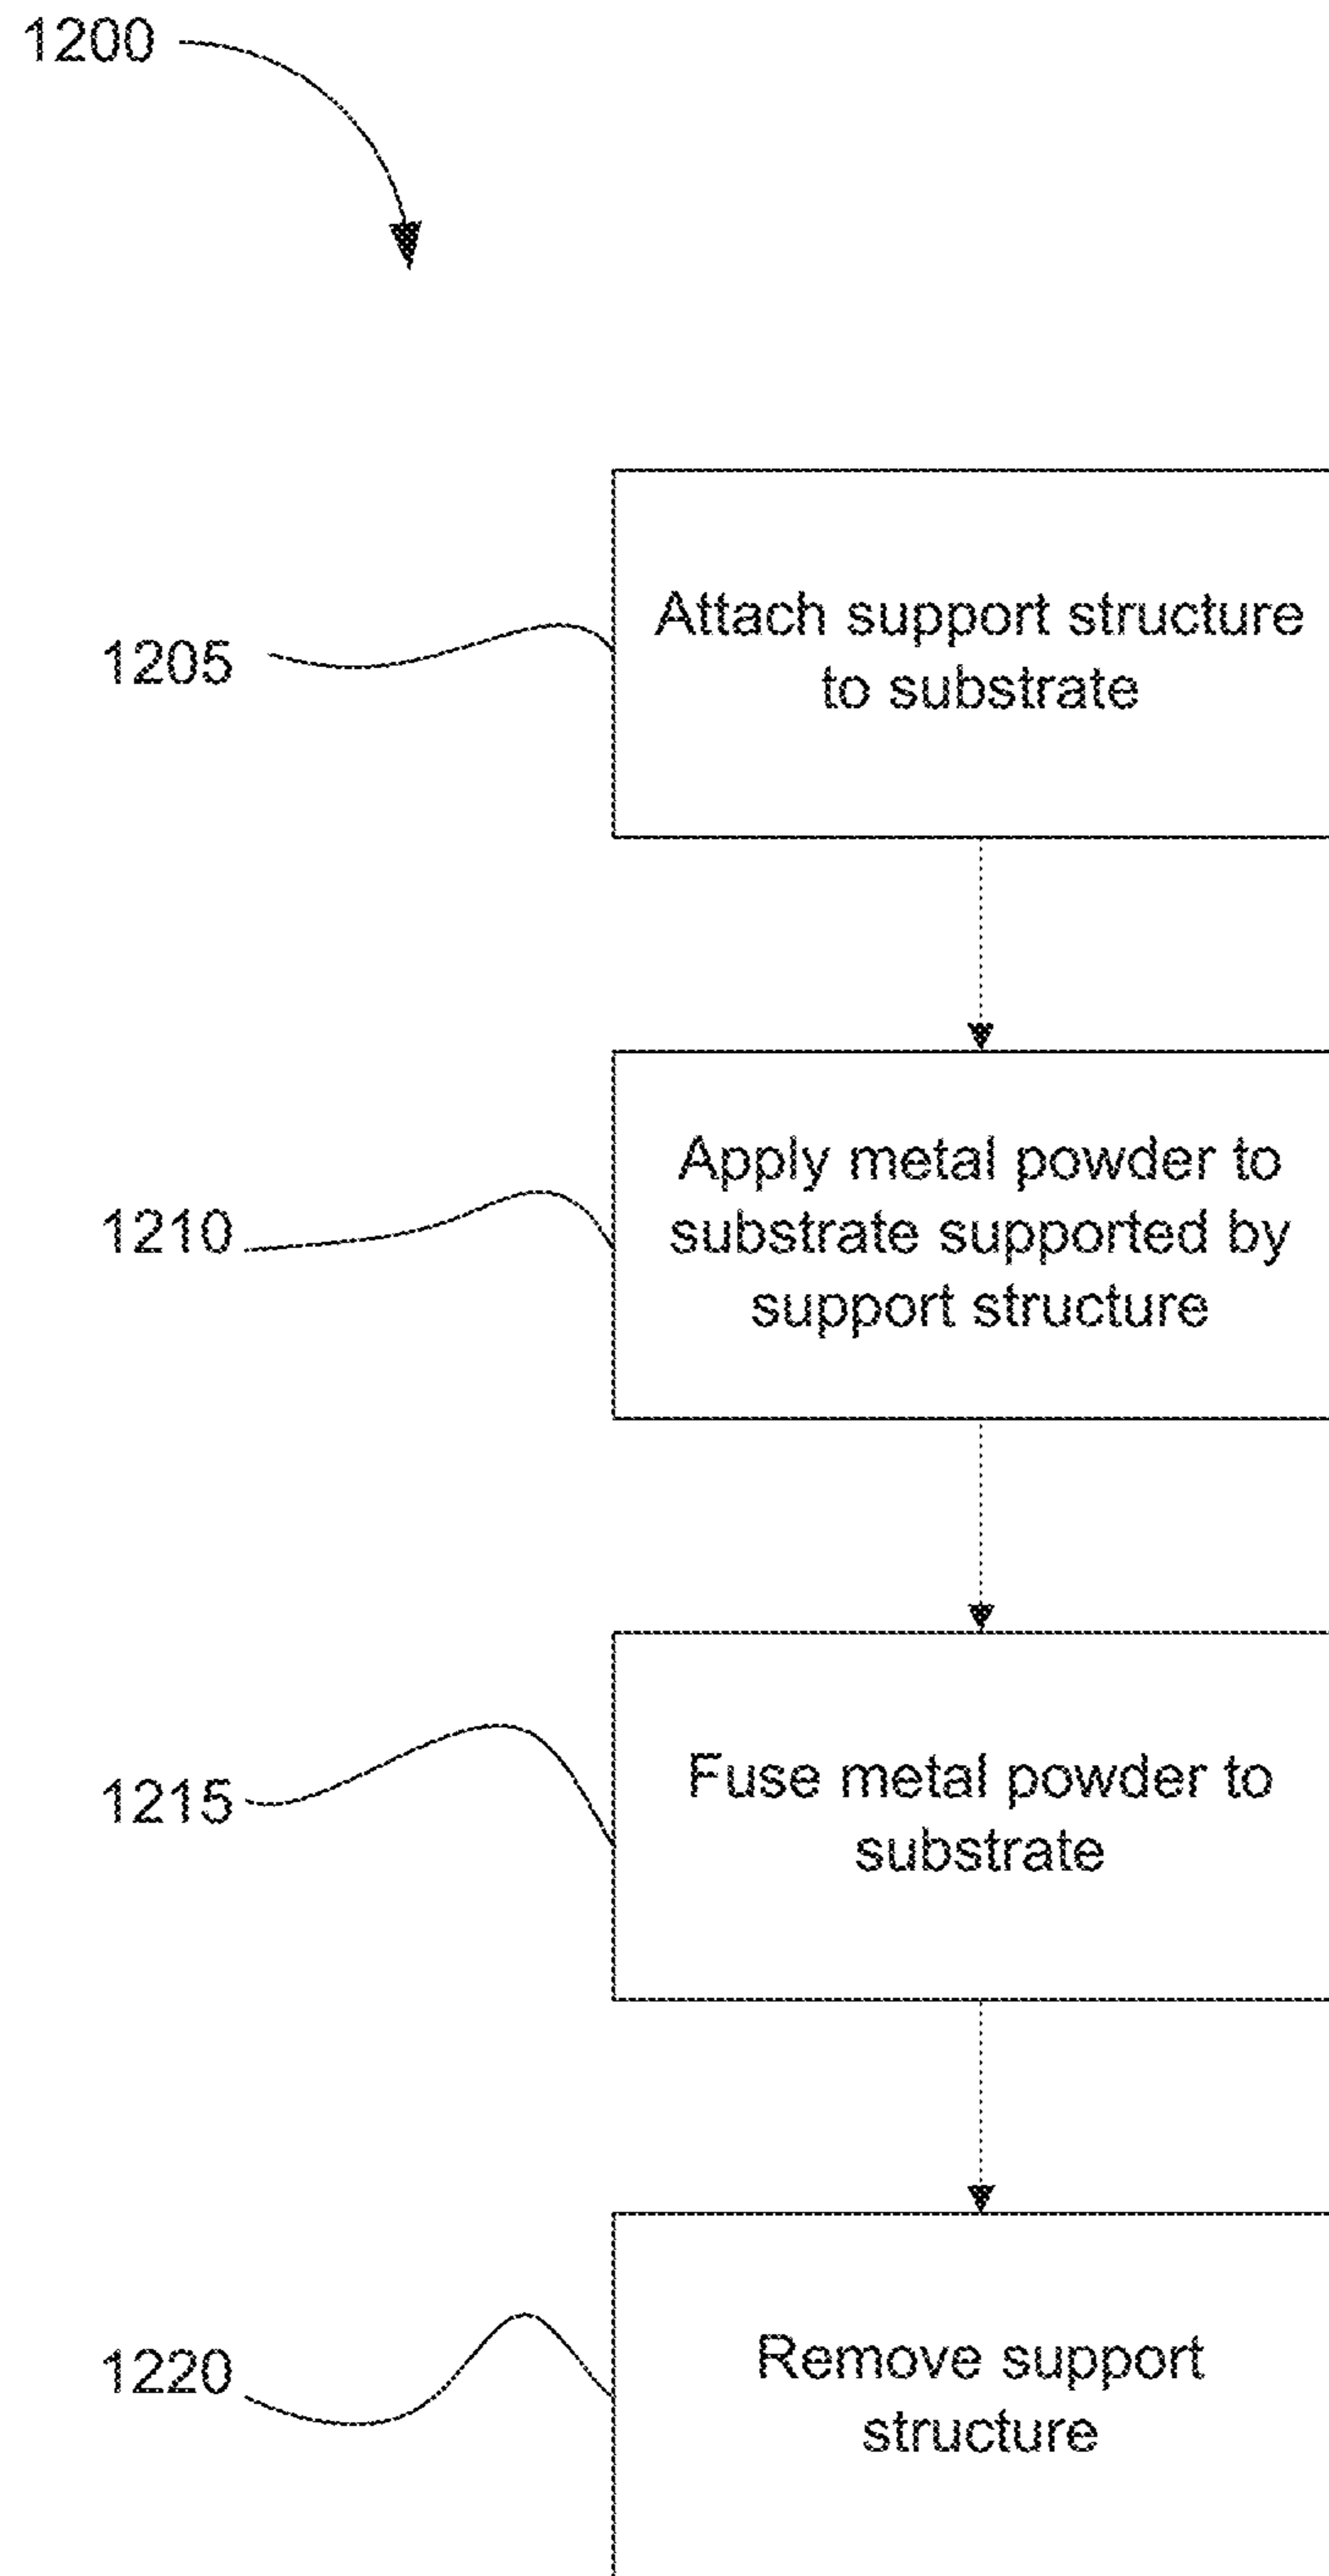 1200
1205
Attach support structure
to substrate
1210
Apply metal powder to
substrate supported by
support structure
1215
Fuse metal powder to
substrate
1220
Remove support
structure